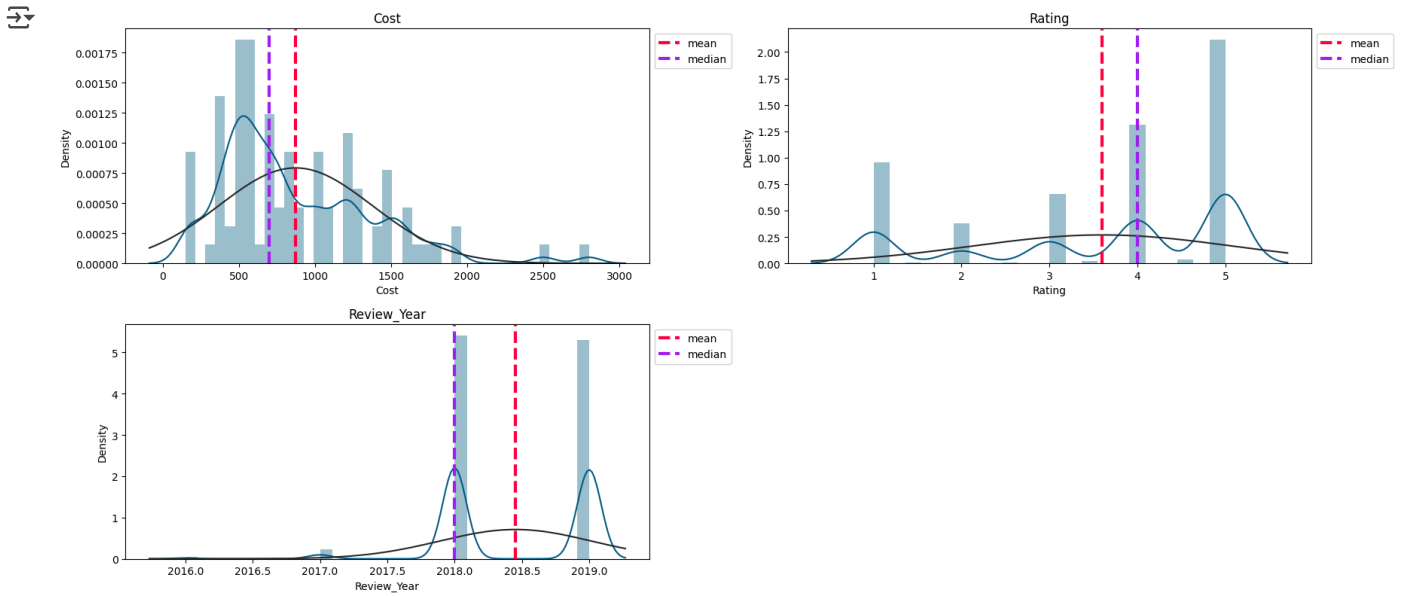 Cost
0.00175
0.00150
0.00125
0.00100
0.00075
0.00050
0.00025
0.00000
Density
0 500 1000 1500 2000 2500 3000
Cost
mean
median
Rating
2.00
1.75
1.50
1.25
1.00
0.75
0.50
0.25
0.00
Density
1 2 3 4 5
Rating
mean
median
Review_Year
5
4
3
2
1
0
Density
2016.0 2016.5 2017.0 2017.5 2018.0 2018.5 2019.0
Review_Year
mean
median